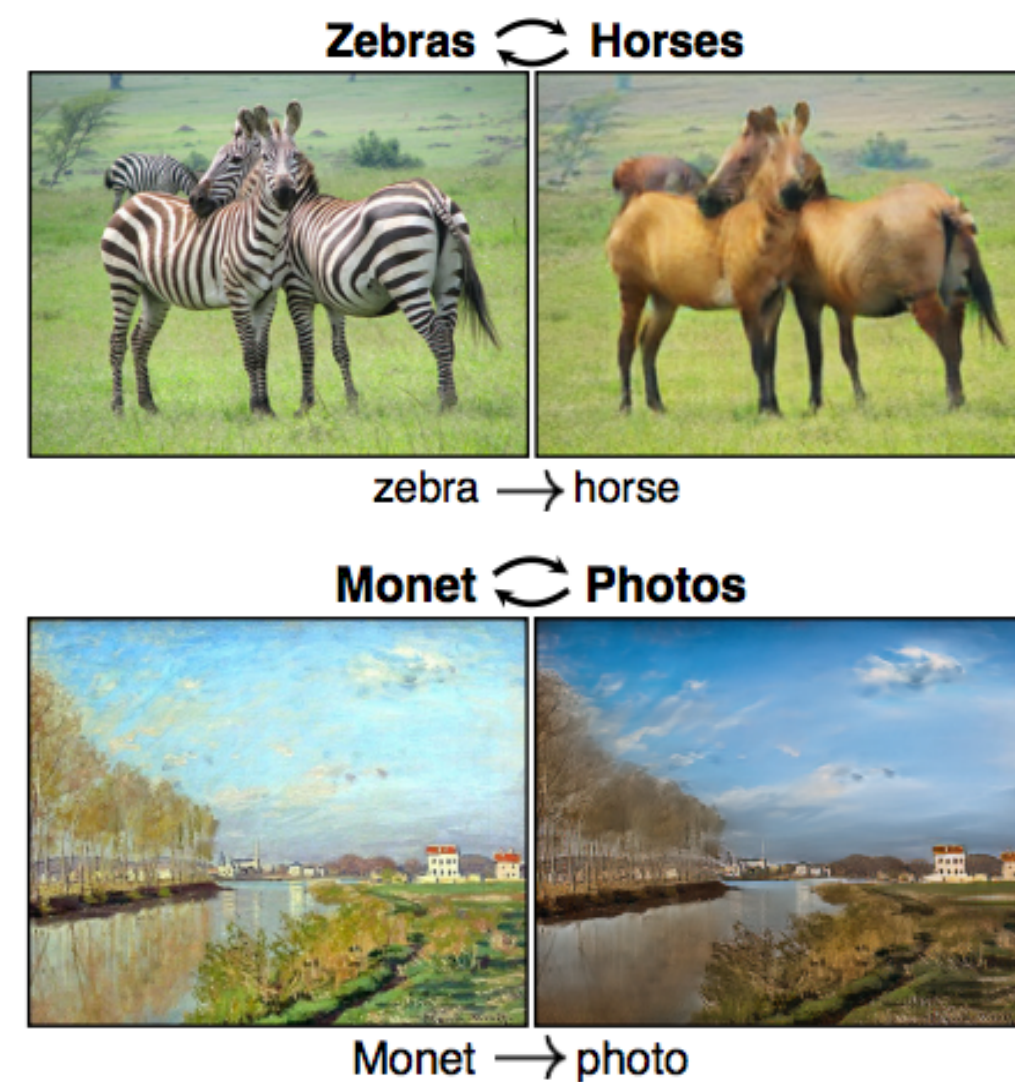 Zebras Horses
zebra → horse
Monet Photos
Monet → photo